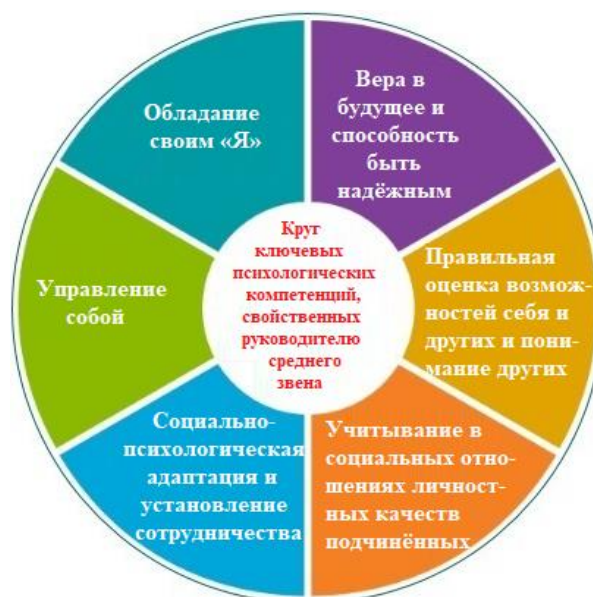 Обладание
своим «Я»
Вера в
будущее и
способность
быть
надёжным
Правильная
оценка возмож-
ностей себя и
других и пони-
мание других
Учитывание в
социальных отно-
шениях личност-
ных качеств
подчинённых
Социально-
психологическая
адаптация и
установление
сотрудничества
Управление
собой
Круг
ключевых
психологических
компетенций,
свойственных
руководителю
среднего
звена